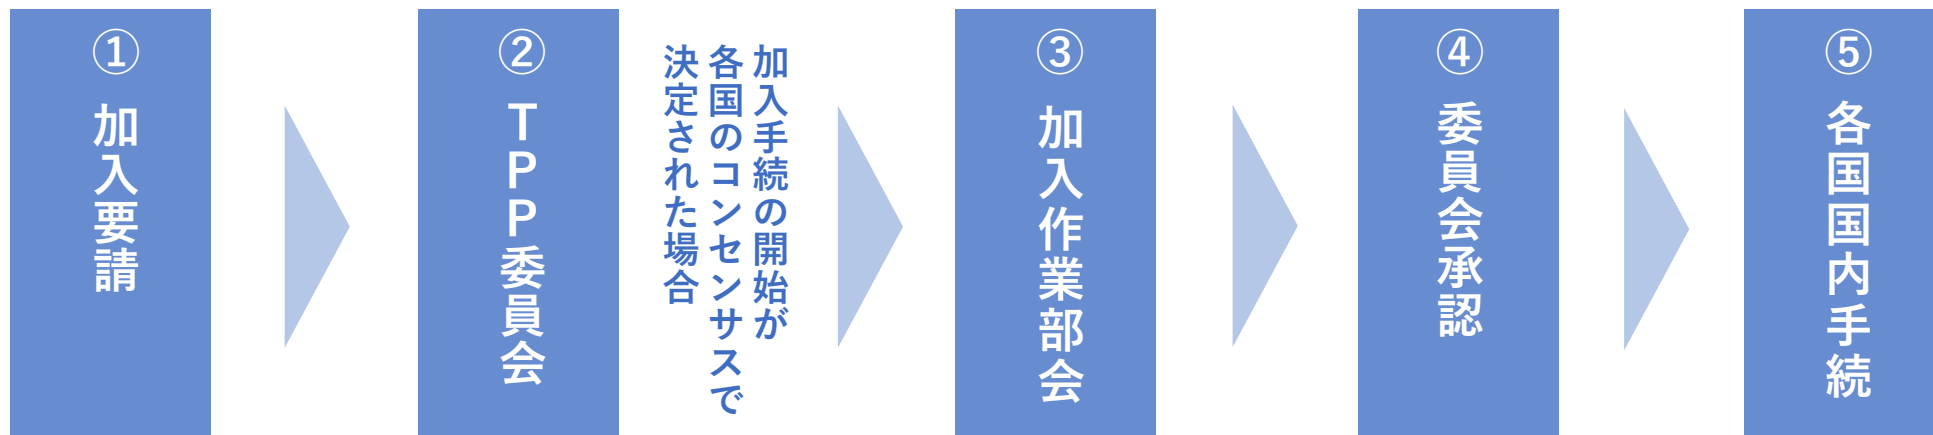 ①加入要請
②ＴＰＰ委員会
加入手続の開始が
各国のコンセンサスで
決定された場合
③加入作業部会
④委員会承認
⑤各国国内手続